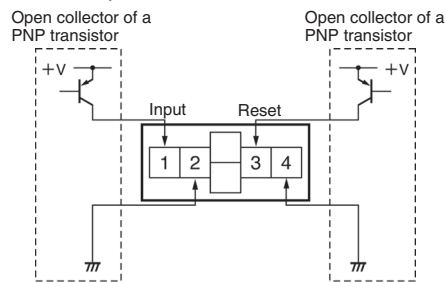 Open collector of a
PNP transistor
Open collector of a
PNP transistor
+V
+V
Input
Reset
1 2 3 4